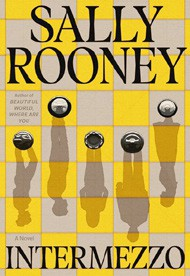 SALLY
ROONEY
Author of
BEAUTIFUL
WORLD,
WHERE ARE
YOU
A Novel
INTERMEZZO